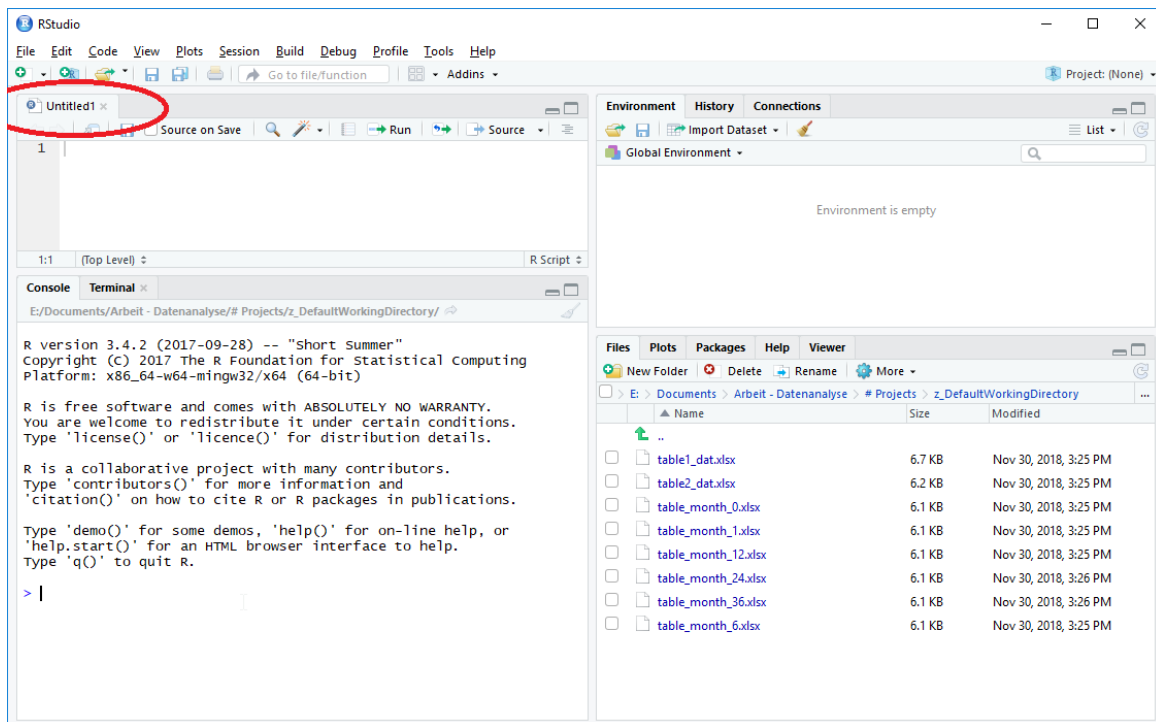 RStudio
File Edit Code View Plots Session Build Debug Profile Tools Help
Go to file/function Addins Project: (None)
Untitled1
Source on Save Run Source
1
1:1 (Top Level) R Script
Console Terminal
E:/Documents/Arbeit - Datenanalyse/# Projects/z_DefaultWorkingDirectory/
R version 3.4.2 (2017-09-28) -- "Short Summer"
Copyright (C) 2017 The R Foundation for Statistical Computing
Platform: x86_64-w64-mingw32/x64 (64-bit)
R is free software and comes with ABSOLUTELY NO WARRANTY.
You are welcome to redistribute it under certain conditions.
Type 'license()' or 'licence()' for distribution details.
R is a collaborative project with many contributors.
Type 'contributors()' for more information and
'citation()' on how to cite R or R packages in publications.
Type 'demo()' for some demos, 'help()' for on-line help, or
'help.start()' for an HTML browser interface to help.
Type 'q()' to quit R.
>
Environment History Connections
Import Dataset List
Global Environment
Environment is empty
Files Plots Packages Help Viewer
New Folder Delete Rename More
E: > Documents > Arbeit - Datenanalyse > # Projects > z_DefaultWorkingDirectory ...
Name Size Modified
..
table1_dat.xlsx 6.7 KB Nov 30, 2018, 3:25 PM
table2_dat.xlsx 6.2 KB Nov 30, 2018, 3:25 PM
table_month_0.xlsx 6.1 KB Nov 30, 2018, 3:25 PM
table_month_1.xlsx 6.1 KB Nov 30, 2018, 3:25 PM
table_month_12.xlsx 6.1 KB Nov 30, 2018, 3:25 PM
table_month_24.xlsx 6.1 KB Nov 30, 2018, 3:26 PM
table_month_36.xlsx 6.1 KB Nov 30, 2018, 3:26 PM
table_month_6.xlsx 6.1 KB Nov 30, 2018, 3:25 PM